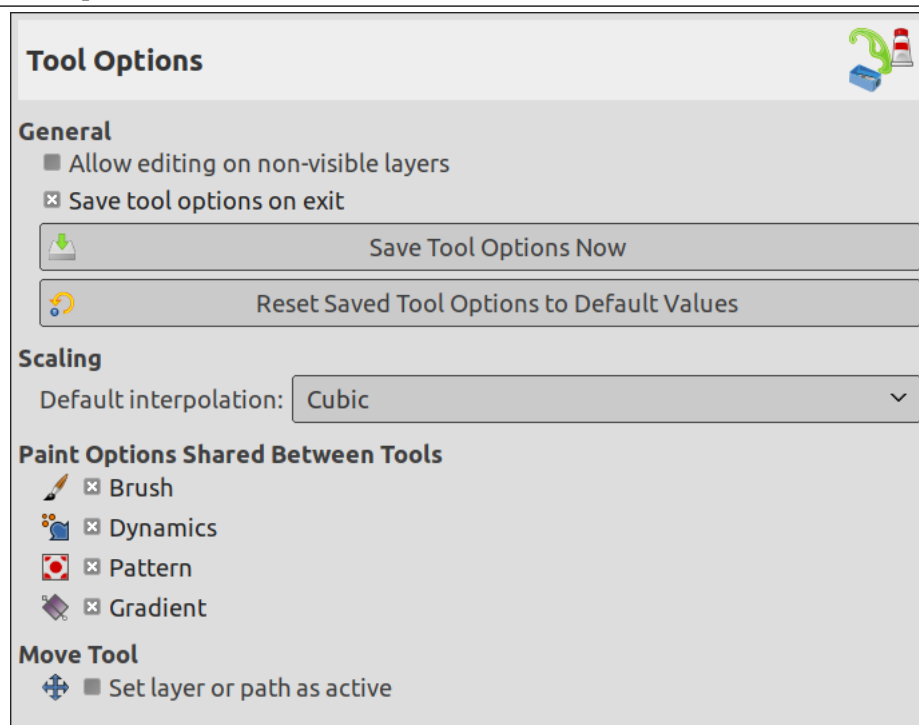 Tool Options
General
Allow editing on non-visible layers
Save tool options on exit
Save Tool Options Now
Reset Saved Tool Options to Default Values
Scaling
Default interpolation: Cubic
Paint Options Shared Between Tools
Brush
Dynamics
Pattern
Gradient
Move Tool
Set layer or path as active